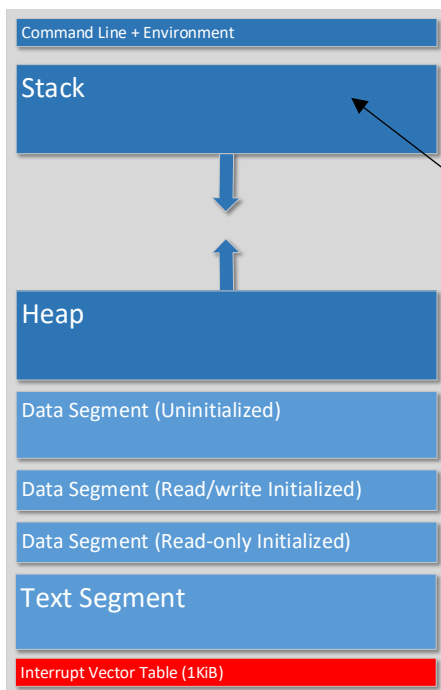 Command Line + Environment
Stack
Heap
Data Segment (Uninitialized)
Data Segment (Read/write Initialized)
Data Segment (Read-only Initialized)
Text Segment
Interrupt Vector Table (1KiB)